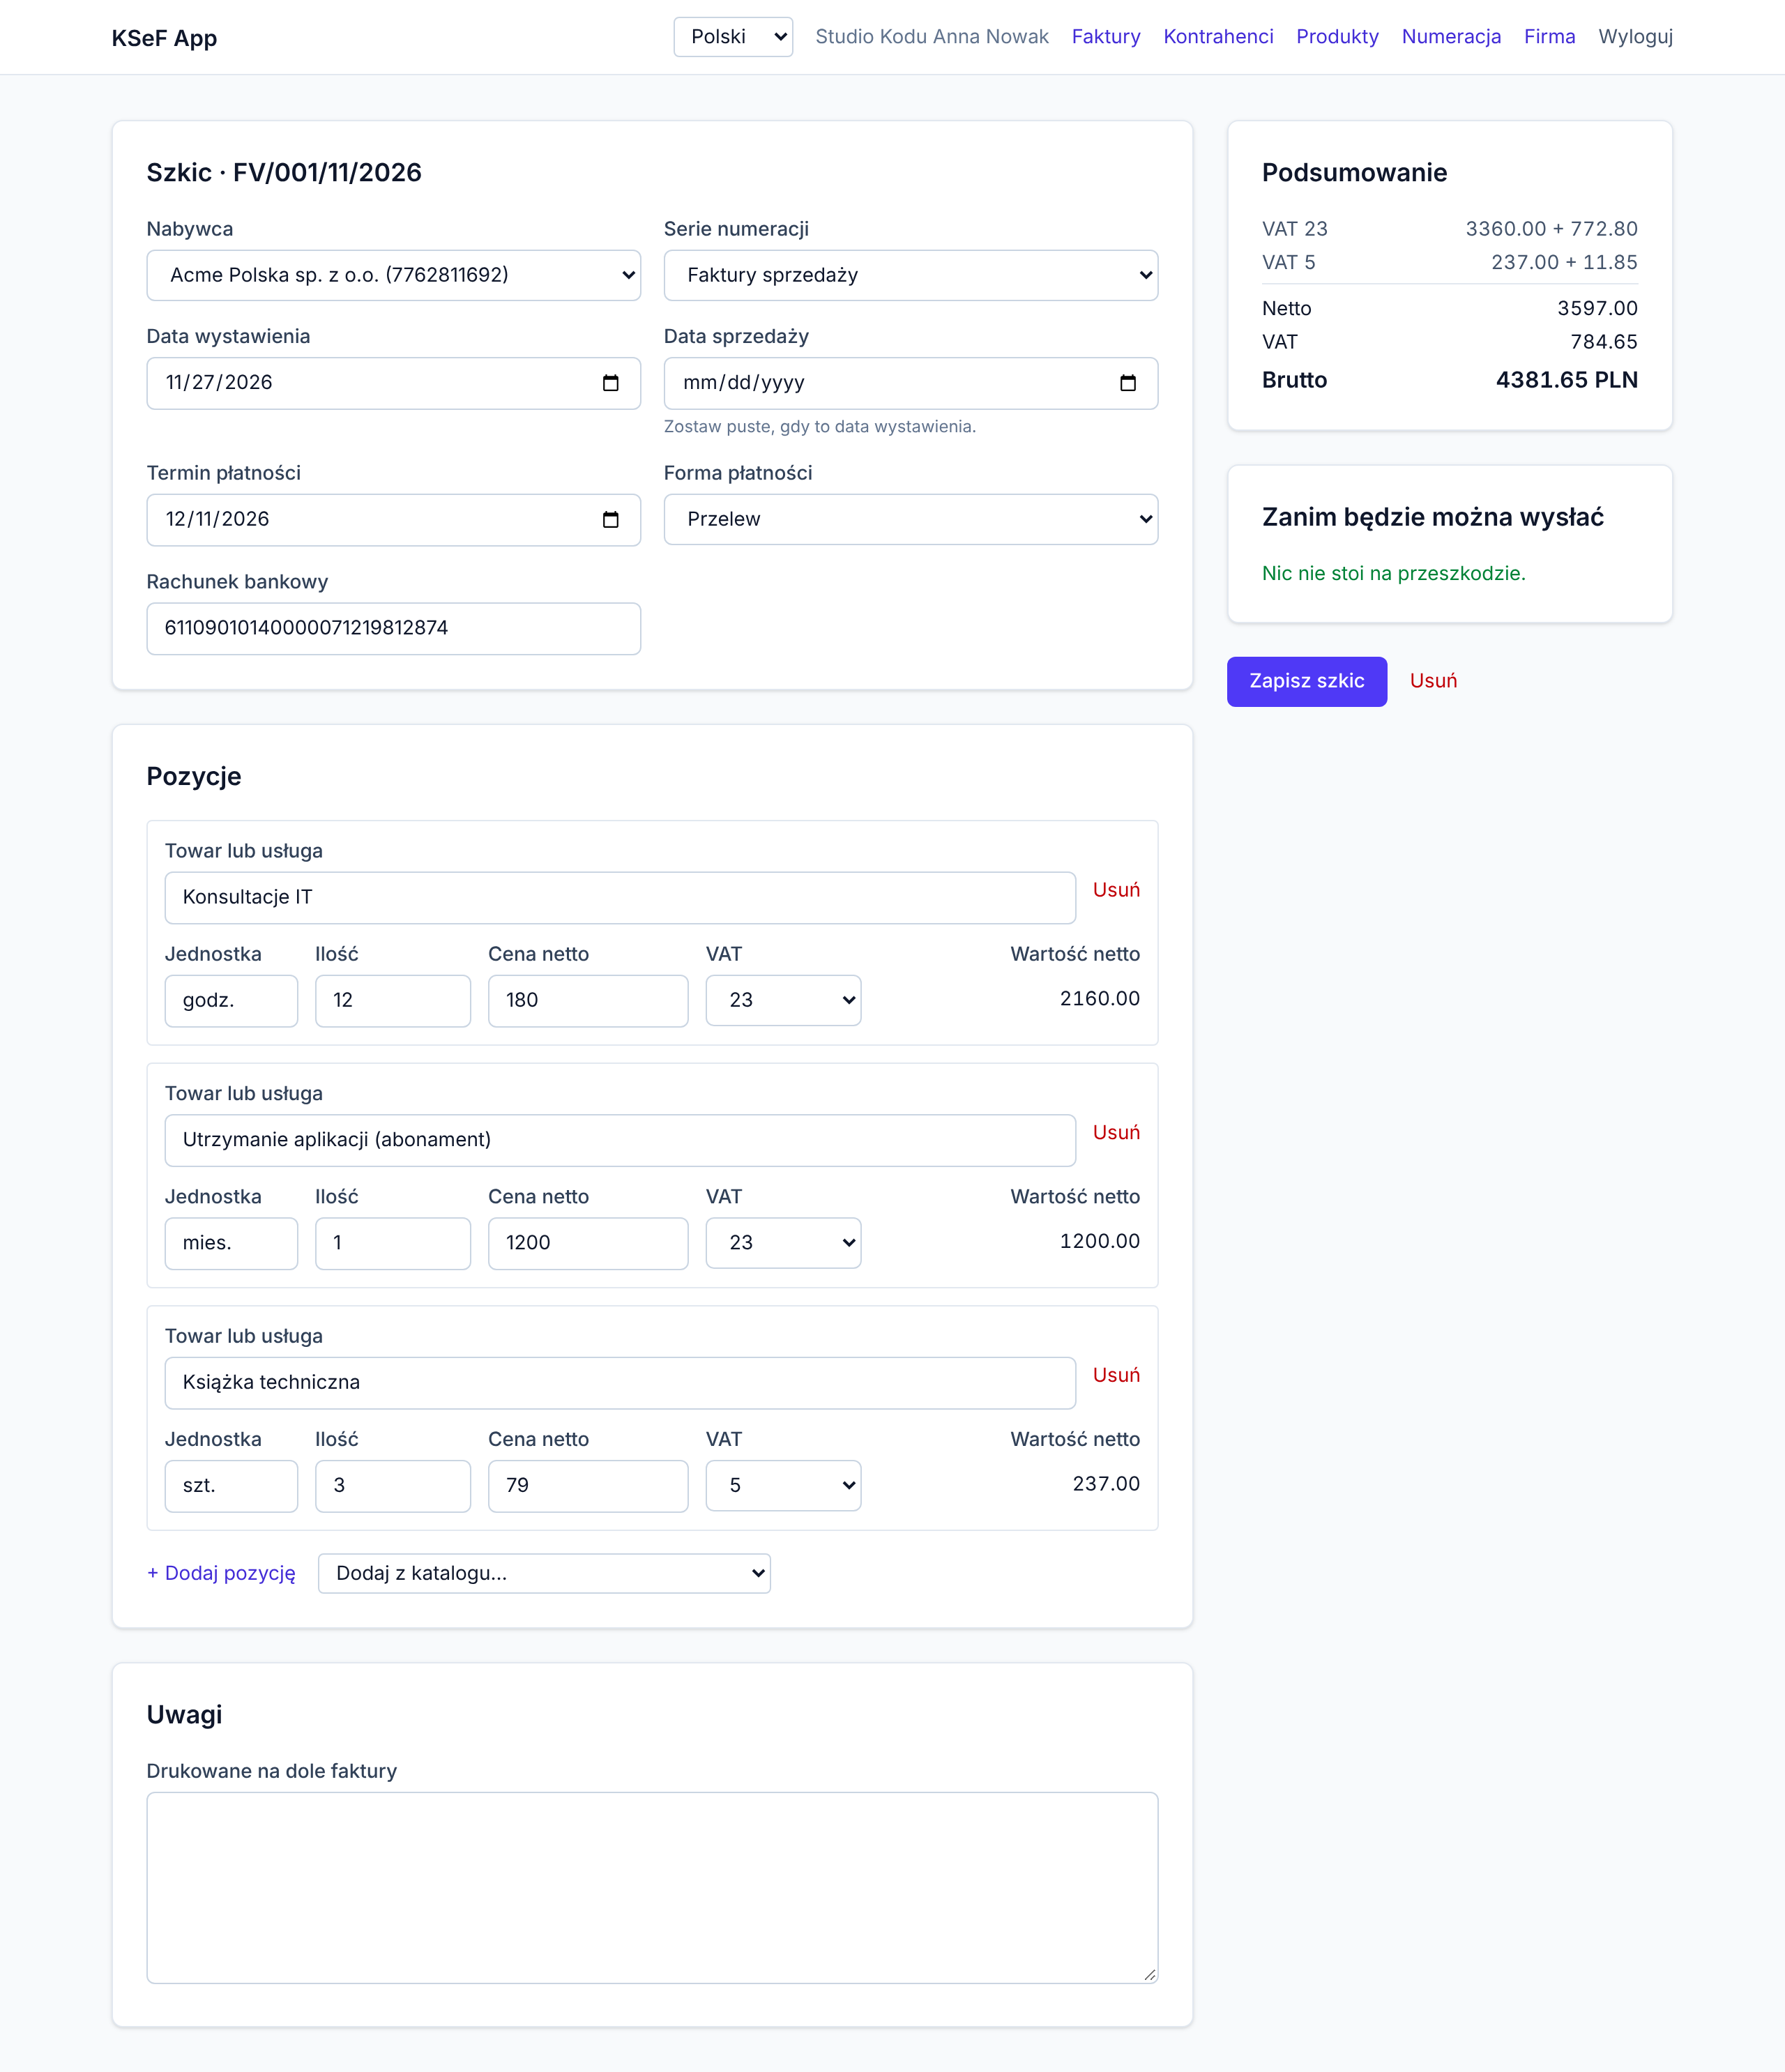 KSeF App
Polski
Studio Kodu Anna Nowak
Faktury
Kontrahenci
Produkty
Numeracja
Firma
Wyloguj
Szkic · FV/001/11/2026
Nabywca
Acme Polska sp. z o.o. (7762811692)
Serie numeracji
Faktury sprzedaży
Data wystawienia
11/27/2026
Data sprzedaży
mm/dd/yyyy
Zostaw puste, gdy to data wystawienia.
Termin płatności
12/11/2026
Forma płatności
Przelew
Rachunek bankowy
61109010140000071219812874
Pozycje
Towar lub usługa
Konsultacje IT
Usuń
Jednostka Ilość Cena netto VAT Wartość netto
godz. 12 180 23 2160.00
Towar lub usługa
Utrzymanie aplikacji (abonament)
Usuń
Jednostka Ilość Cena netto VAT Wartość netto
mies. 1 1200 23 1200.00
Towar lub usługa
Książka techniczna
Usuń
Jednostka Ilość Cena netto VAT Wartość netto
szt. 3 79 5 237.00
+ Dodaj pozycję
Dodaj z katalogu...
Uwagi
Drukowane na dole faktury
Podsumowanie
VAT 23 3360.00 + 772.80
VAT 5 237.00 + 11.85
Netto 3597.00
VAT 784.65
Brutto 4381.65 PLN
Zanim będzie można wysłać
Nic nie stoi na przeszkodzie.
Zapisz szkic
Usuń